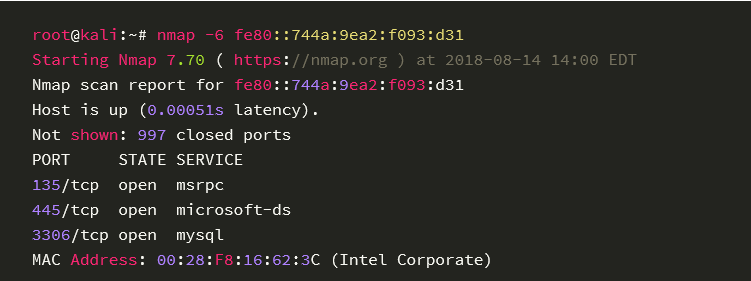 root@kali:~# nmap -6 fe80::744a:9ea2:f093:d31
Starting Nmap 7.70 ( https://nmap.org ) at 2018-08-14 14:00 EDT
Nmap scan report for fe80::744a:9ea2:f093:d31
Host is up (0.00051s latency).
Not shown: 997 closed ports
PORT     STATE SERVICE
135/tcp  open  msrpc
445/tcp  open  microsoft-ds
3306/tcp open  mysql
MAC Address: 00:28:F8:16:62:3C (Intel Corporate)